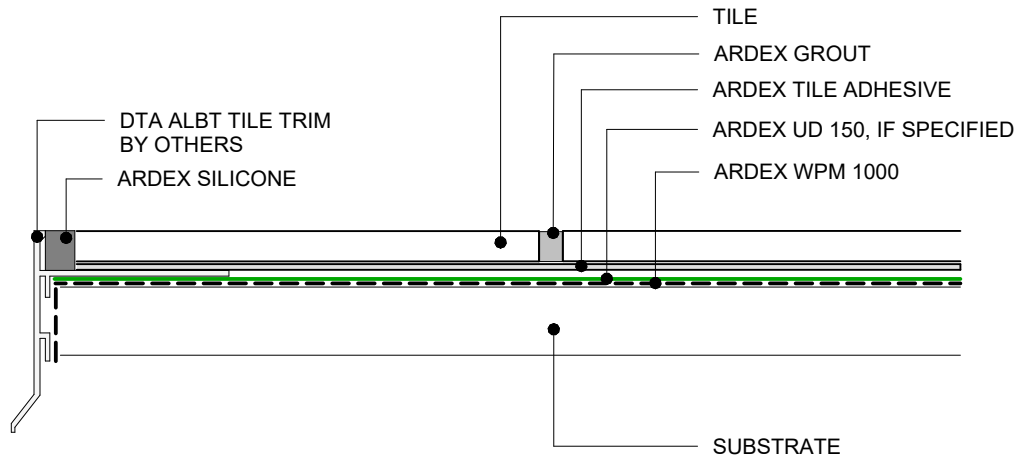 TILE
ARDEX GROUT
ARDEX TILE ADHESIVE
DTA ALBT TILE TRIM
BY OTHERS
ARDEX UD 150, IF SPECIFIED
ARDEX SILICONE
ARDEX WPM 1000
SUBSTRATE